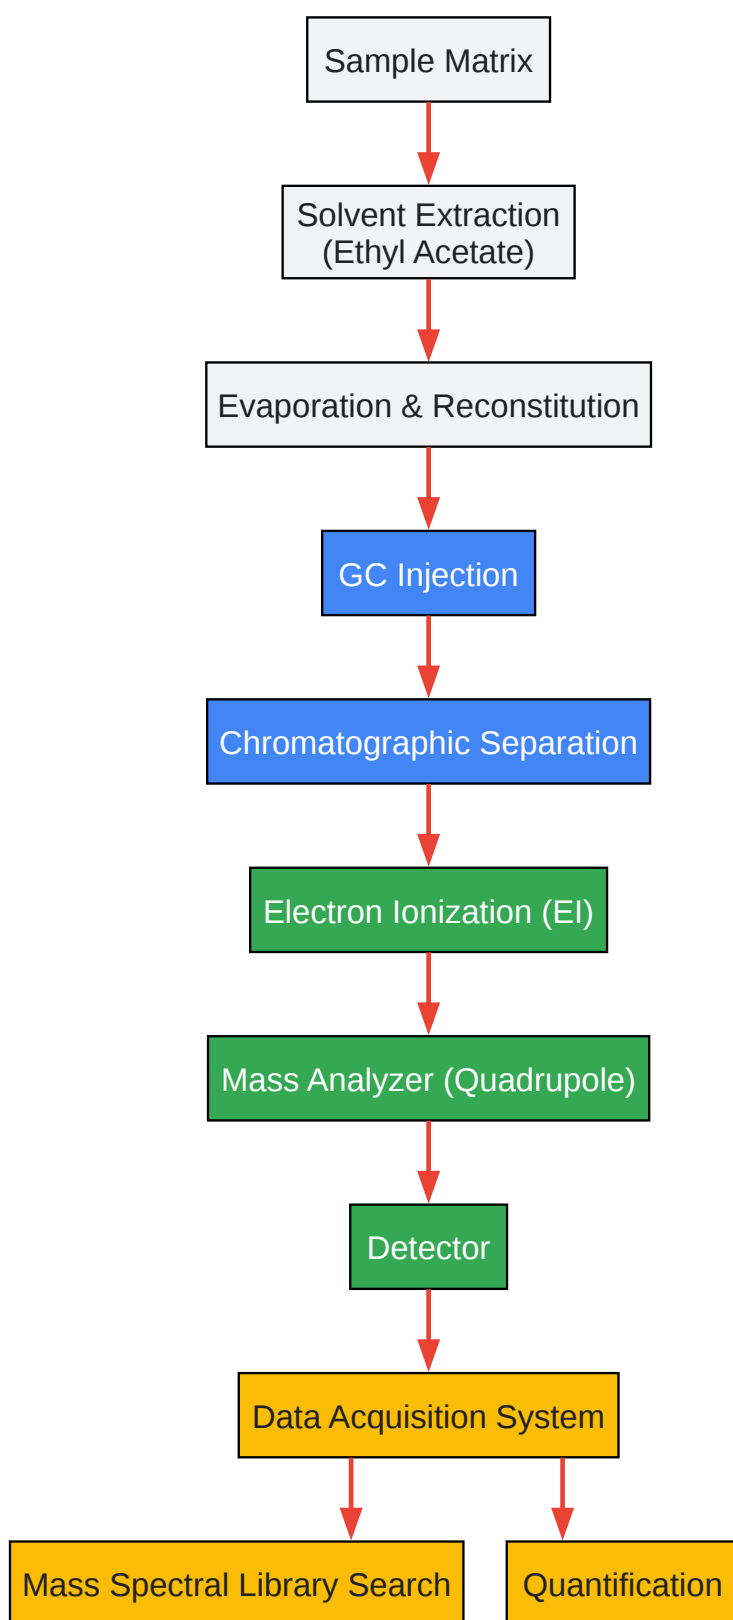 Sample Matrix
Solvent Extraction
(Ethyl Acetate)
Evaporation & Reconstitution
GC Injection
Chromatographic Separation
Electron Ionization (EI)
Mass Analyzer (Quadrupole)
Detector
Data Acquisition System
Mass Spectral Library Search
Quantification